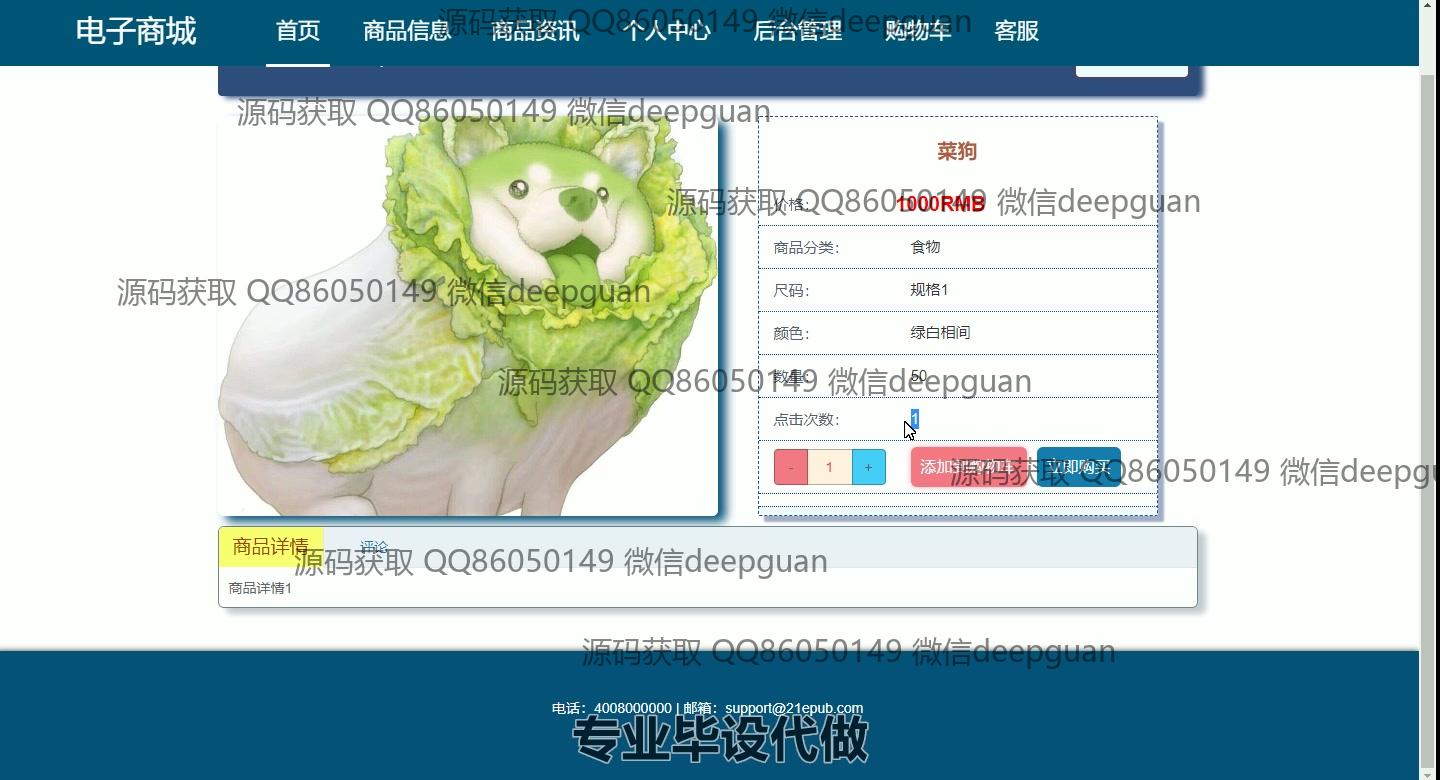 电子商城 首页 商品信息 商品资讯 个人中心 后台管理 购物车 客服
源码获取 QQ86050149 微信deepguan
源码获取 QQ86050149 微信deepguan
菜狗
源码获取 QQ86050149 微信deepguan
价格: 1000RMB
商品分类: 食物
源码获取 QQ86050149 微信deepguan
尺码: 规格1
颜色: 绿白相间
数量: 50
源码获取 QQ86050149 微信deepguan
点击次数: 1
- 1 + 添加到购物车 立即购买
源码获取 QQ86050149 微信deepgu
商品详情 评论
源码获取 QQ86050149 微信deepguan
商品详情1
源码获取 QQ86050149 微信deepguan
电话：4008000000 | 邮箱：support@21epub.com
专业毕设代做